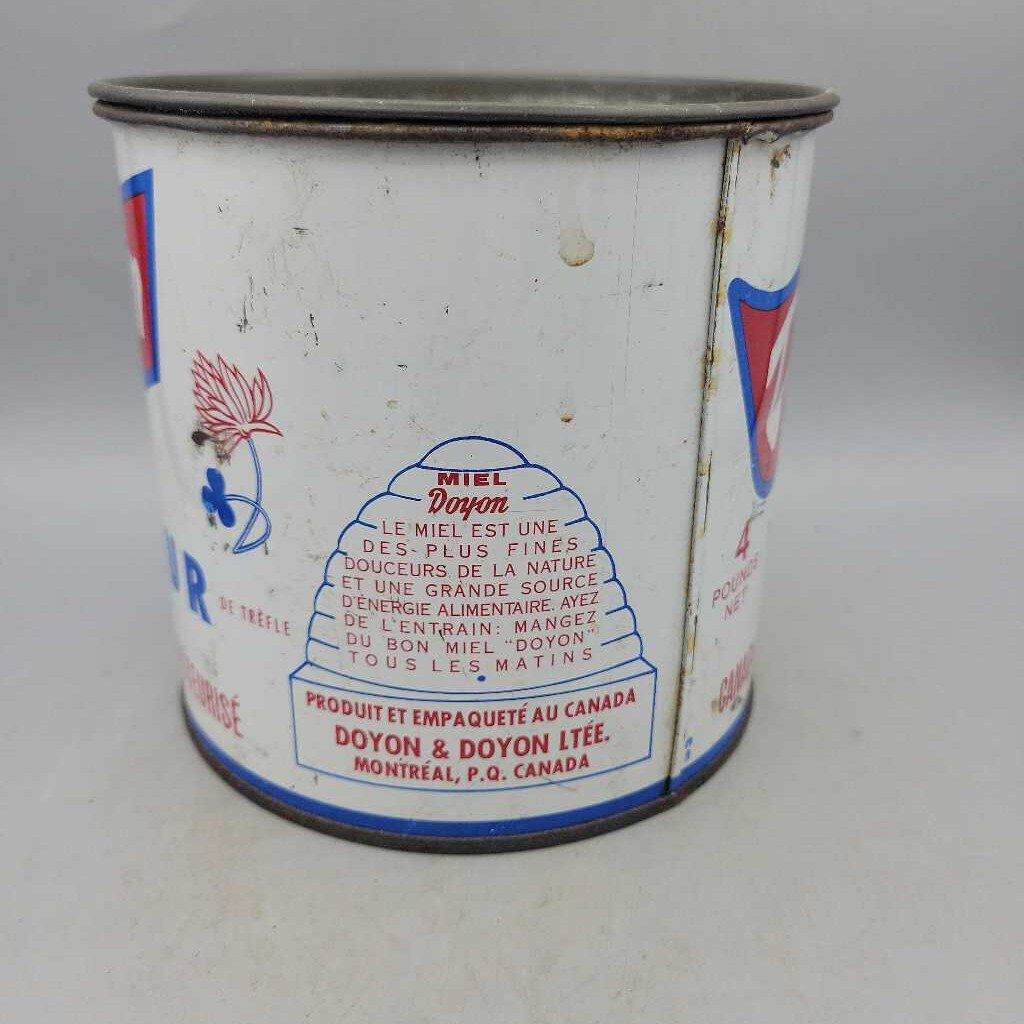 MIEL
Doyon
LE MIEL EST UNE
DES-PLUS FINES
DOUCEURS DE LA NATURE
ET UNE GRANDE SOURCE
D'ÉNERGIE ALIMENTAIRE. AYEZ
DE L'ENTRAIN: MANGEZ
DU BON MIEL "DOYON"
TOUS LES MATINS
PRODUIT ET EMPAQUETÉ AU CANADA
DOYON & DOYON LTÉE.
MONTRÉAL, P.Q. CANADA
DE TRÈFLE
4
POUNDS
NET